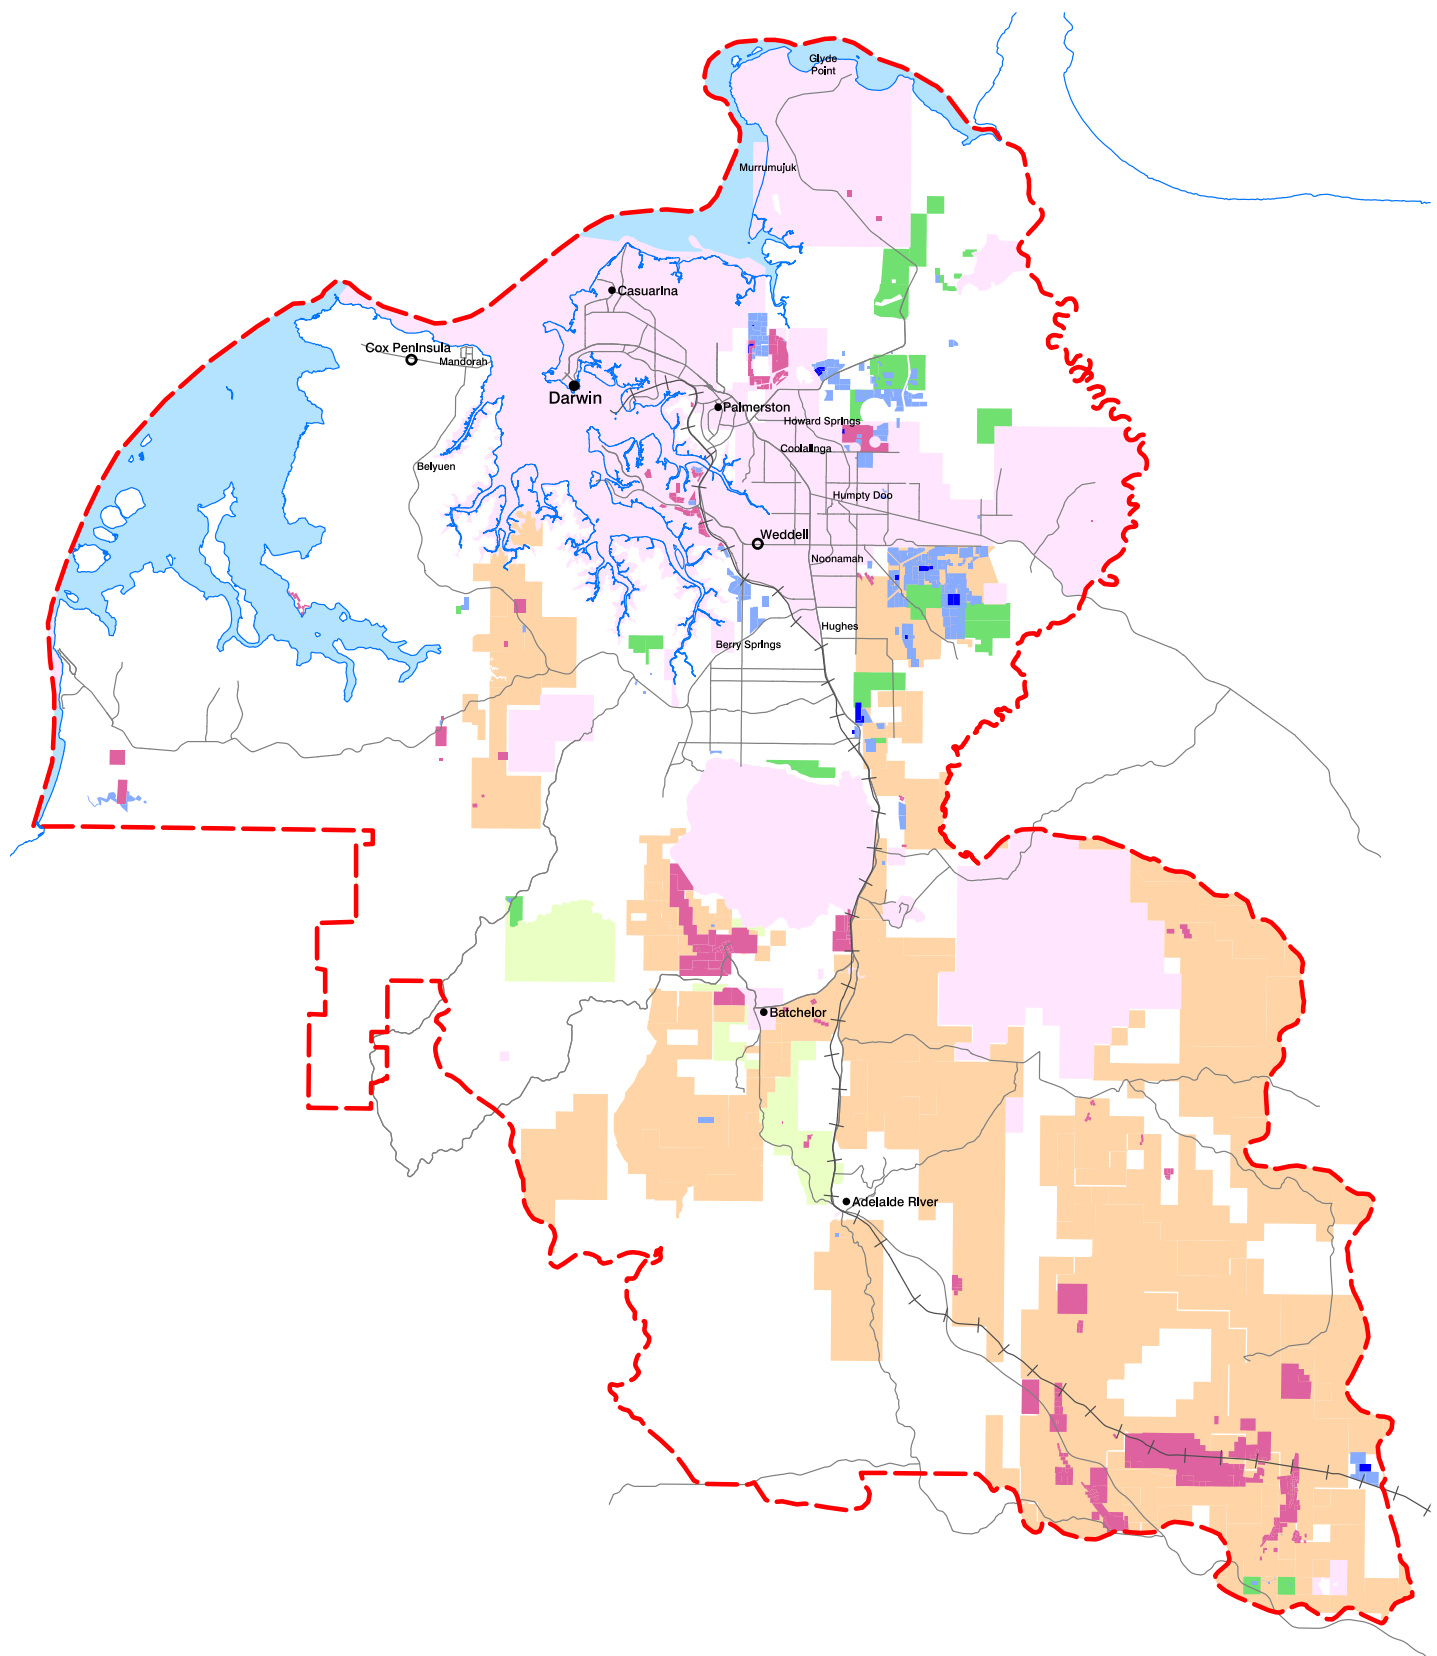 Glyde
Point
Murrumujuk
Casuarina
Cox Peninsula
Mandorah
Darwin
Palmerston
Howard Springs
Coolalinga
Belyuen
Humpty Doo
Weddell
Noonamah
Hughes
Berry Springs
Batchelor
Adelaide River